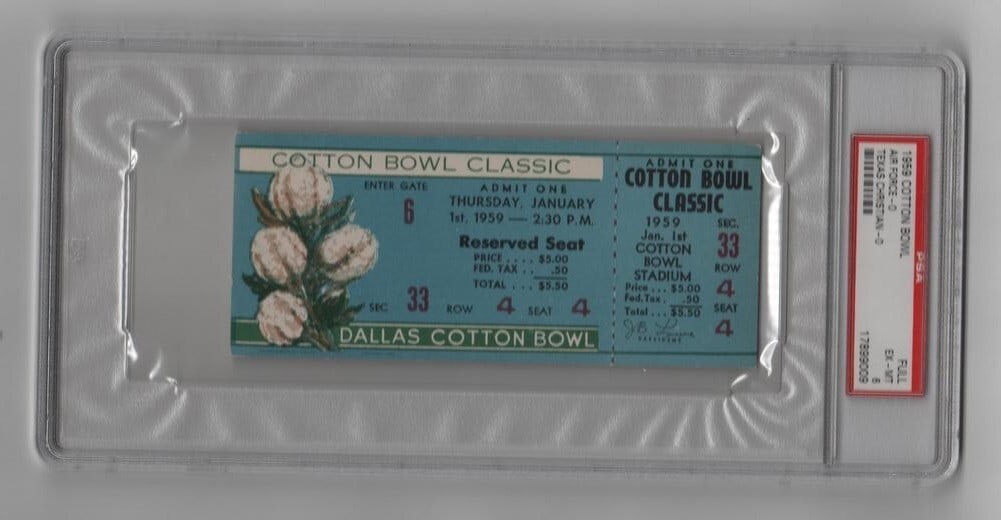 COTTON BOWL CLASSIC
ENTER GATE
6
ADMIT ONE
THURSDAY, JANUARY
1st, 1959 — 2:30 P.M.
Reserved Seat
PRICE .... $5.00
FED. TAX .. .50
TOTAL ... $5.50
SEC 33 ROW 4 SEAT 4
DALLAS COTTON BOWL
ADMIT ONE
COTTON BOWL
CLASSIC
1959
Jan. 1st
COTTON
BOWL
STADIUM
Price... $5.00
Fed.Tax. .50
Total... $5.50
PRESIDENT
SEC.
33
ROW
4
SEAT
4
PSA
1959 COTTON BOWL
AIR FORCE-0
TEXAS CHRISTIAN-0
FULL
EX-MT
6
17899009